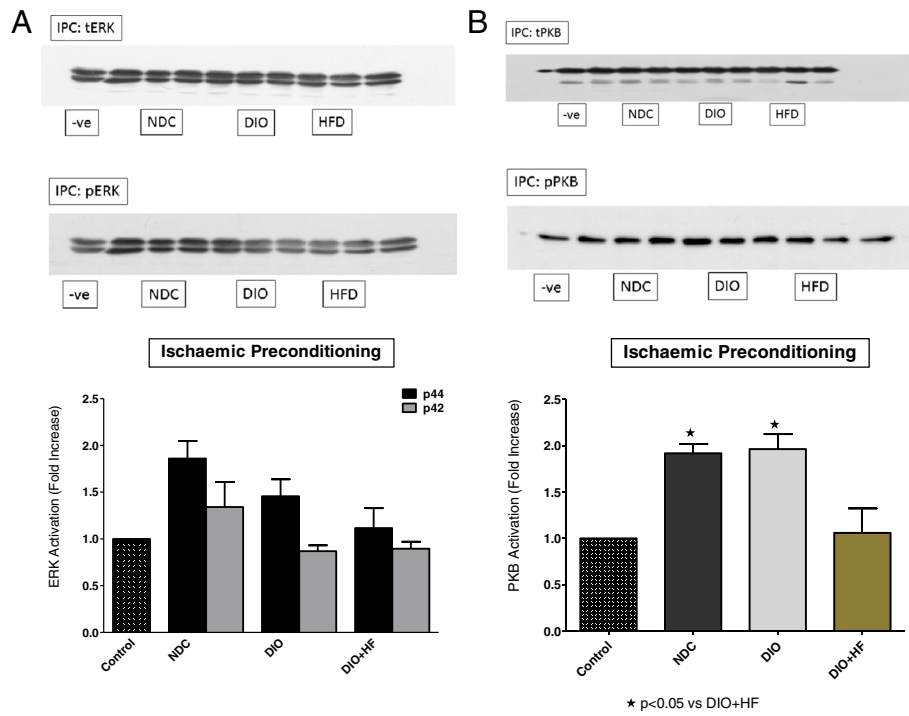 A
IPC: tERK
-ve NDC DIO HFD
IPC: pERK
-ve NDC DIO HFD
Ischaemic Preconditioning
p44
p42
ERK Activation (Fold Increase)
2.5
2.0
1.5
1.0
0.5
0.0
Control NDC DIO DIO+HF
B
IPC: tPKB
-ve NDC DIO HFD
IPC: pPKB
-ve NDC DIO HFD
Ischaemic Preconditioning
PKB Activation (Fold Increase)
2.5
2.0
1.5
1.0
0.5
0.0
★ ★
Control NDC DIO DIO+HF
★ p<0.05 vs DIO+HF